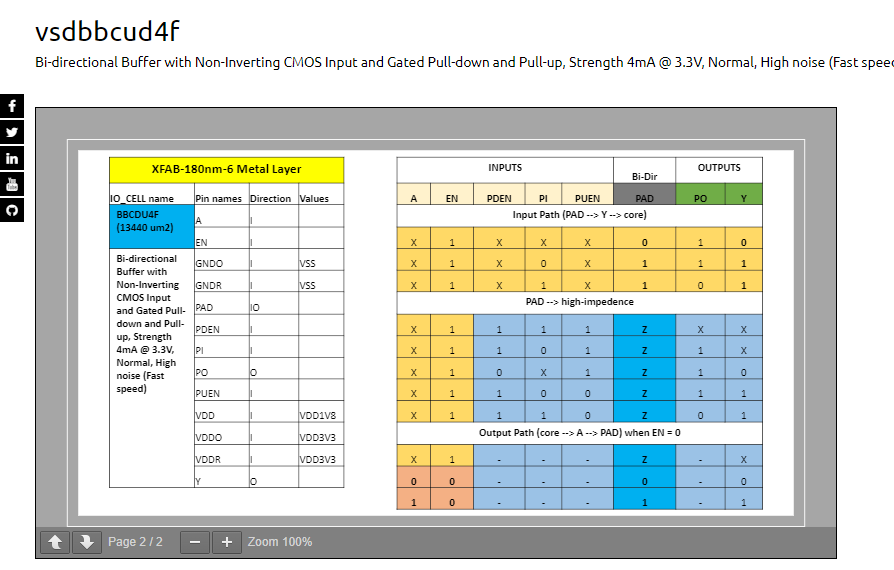 vsdbbcud4f
Bi-directional Buffer with Non-Inverting CMOS Input and Gated Pull-down and Pull-up, Strength 4mA @ 3.3V, Normal, High noise (Fast speed
XFAB-180nm-6 Metal Layer
IO_CELL name Pin names Direction Values
BBCDU4F
(13440 um2)
A I
EN I
Bi-directional
Buffer with
Non-Inverting
CMOS Input
and Gated Pull-
down and Pull-
up, Strength
4mA @ 3.3V,
Normal, High
noise (Fast
speed)
GNDO I VSS
GNDR I VSS
PAD IO
PDEN I
PI I
PO O
PUEN I
VDD I VDD1V8
VDDO I VDD3V3
VDDR I VDD3V3
Y O
INPUTS Bi-Dir OUTPUTS
A EN PDEN PI PUEN PAD PO Y
Input Path (PAD --> Y --> core)
X 1 X X X 0 1 0
X 1 X 0 X 1 1 1
X 1 X 1 X 1 0 1
PAD --> high-impedence
X 1 1 1 1 Z X X
X 1 1 0 1 Z 1 X
X 1 0 X 1 Z 1 0
X 1 1 0 0 Z 1 1
X 1 1 1 0 Z 0 1
Output Path (core --> A --> PAD) when EN = 0
X 1 - - - Z - X
0 0 - - - 0 - 0
1 0 - - - 1 - 1
Page 2 / 2 Zoom 100%